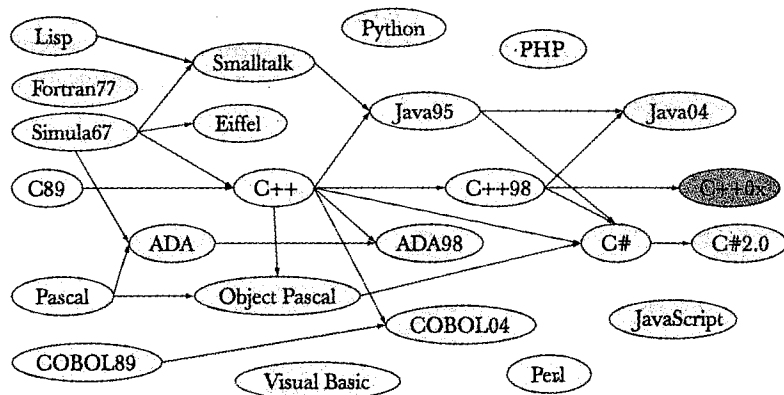 Lisp
Python
PHP
Smalltalk
Fortran77
Simula67
Eiffel
Java95
Java04
C89
C++
C++98
C++0x
ADA
ADA98
C#
C#2.0
Pascal
Object Pascal
COBOL04
JavaScript
COBOL89
Visual Basic
Perl